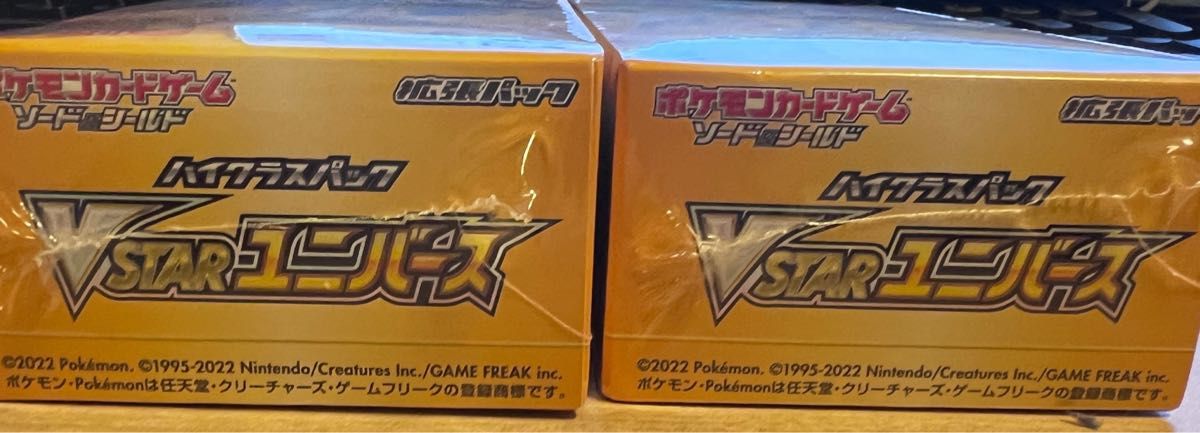 ポケモンカードゲーム
ソード&シールド
拡張パック
ハイクラスパック
VSTARユニバース
©2022 Pokémon. ©1995-2022 Nintendo/Creatures Inc./GAME FREAK inc.
ポケモン・Pokémonは任天堂・クリーチャーズ・ゲームフリークの登録商標です。
ポケモンカードゲーム
ソード&シールド
拡張パック
ハイクラスパック
VSTARユニバース
©2022 Pokémon. ©1995-2022 Nintendo/Creatures Inc./GAME FREAK inc.
ポケモン・Pokémonは任天堂・クリーチャーズ・ゲームフリークの登録商標です。